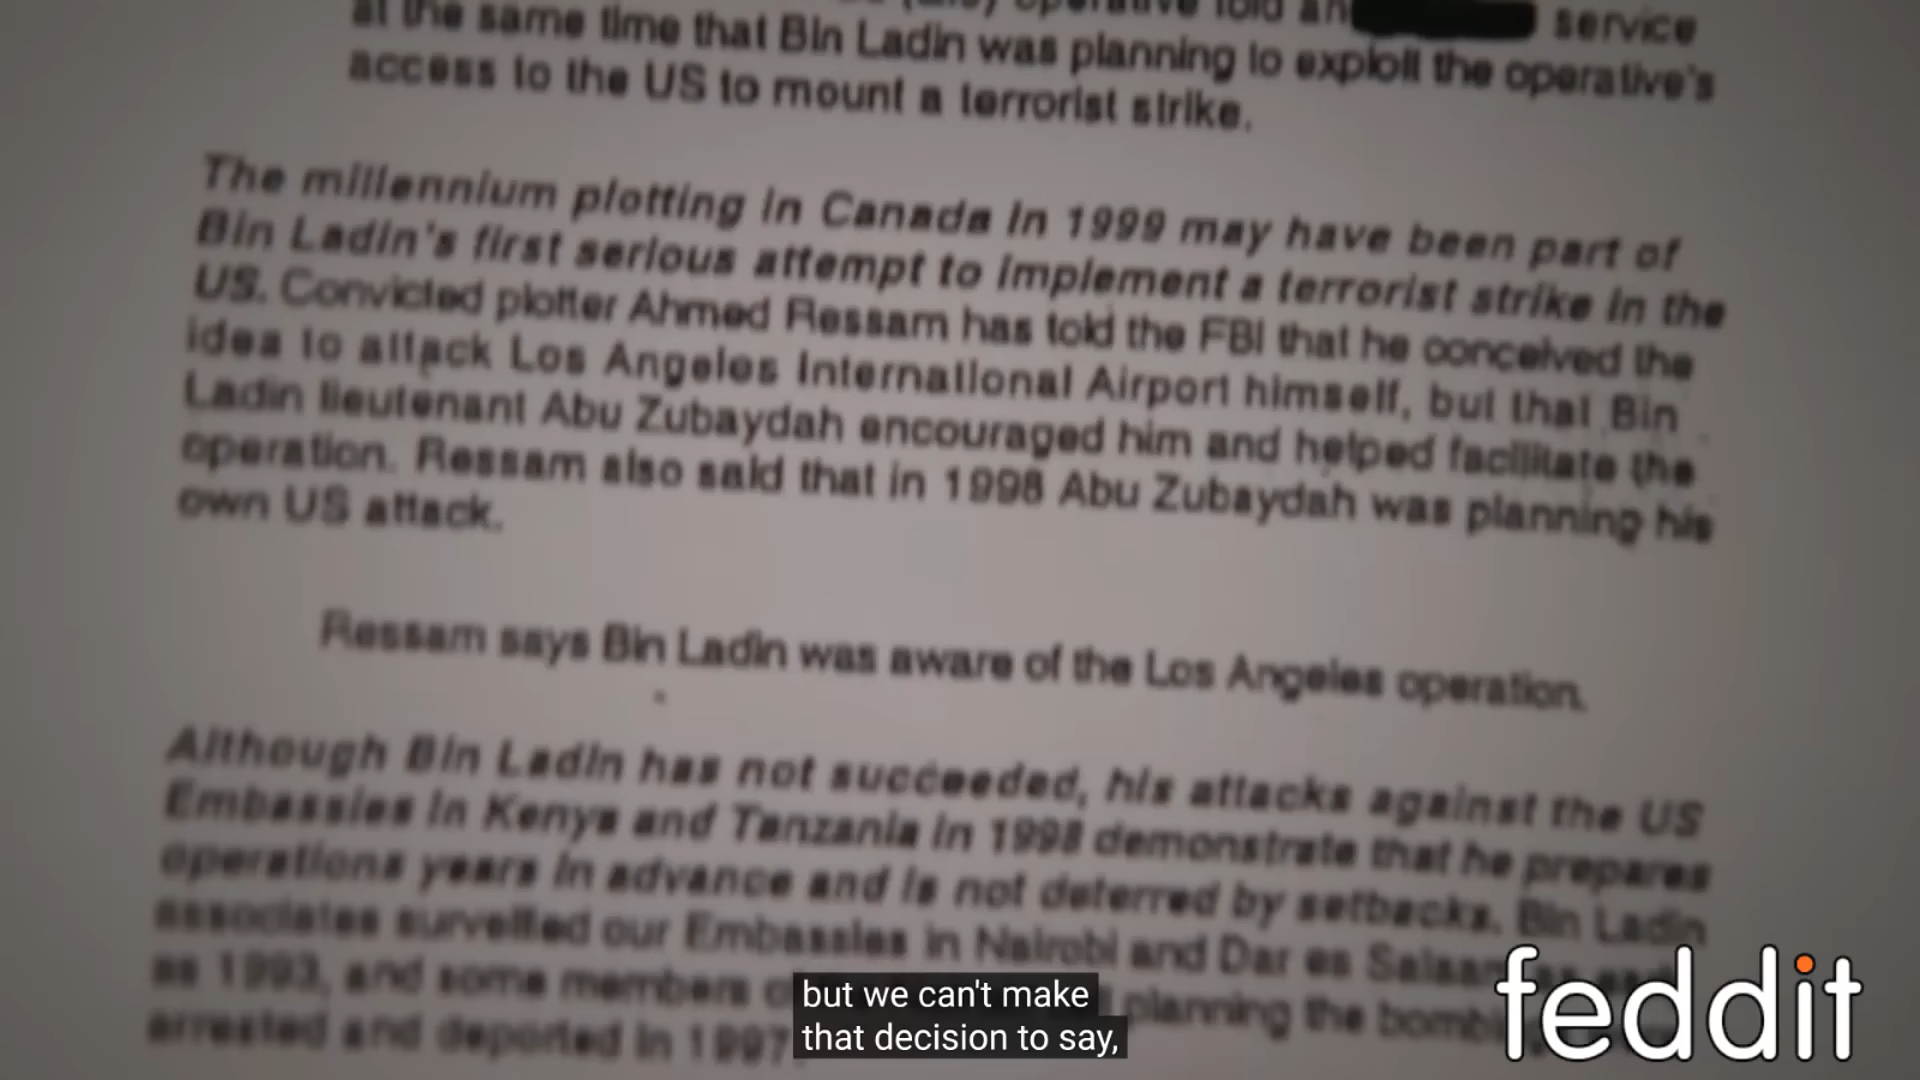 operative told an service
at the same time that Bin Ladin was planning to exploit the operative's
access to the US to mount a terrorist strike.
The millennium plotting in Canada in 1999 may have been part of
Bin Ladin's first serious attempt to implement a terrorist strike in the
US. Convicted plotter Ahmed Ressam has told the FBI that he conceived the
idea to attack Los Angeles International Airport himself, but that Bin
Ladin lieutenant Abu Zubaydah encouraged him and helped facilitate the
operation. Ressam also said that in 1998 Abu Zubaydah was planning his
own US attack.
Ressam says Bin Ladin was aware of the Los Angeles operation.
Although Bin Ladin has not succeeded, his attacks against the US
Embassies in Kenya and Tanzania in 1998 demonstrate that he prepares
operations years in advance and is not deterred by setbacks. Bin Ladin
associates surveilled our Embassies in Nairobi and Dar es Salaam
as 1993, and some members planning the
arrested and deported in 1997.
but we can't make
that decision to say,
feddit